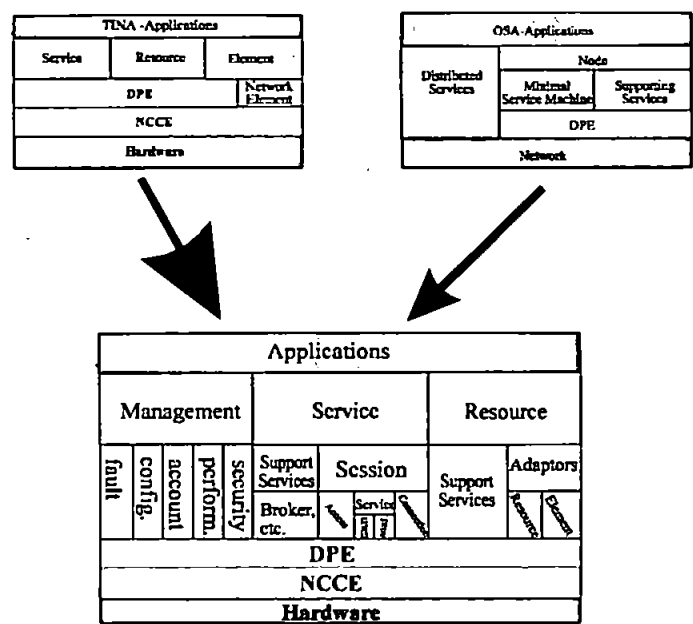 TINA -Applications
Service Resource Element
DPE Network Element
NCCE
Hardware
OSA-Applications
Distributed Services
Node
Minimal Service Machine
Supporting Services
DPE
Network
Applications
Management Service Resource
fault
config.
account
perform.
security
Support Services
Session
Broker, etc.
Access
Service
Connection
Support Services
Adaptors
Resource
Element
DPE
NCCE
Hardware